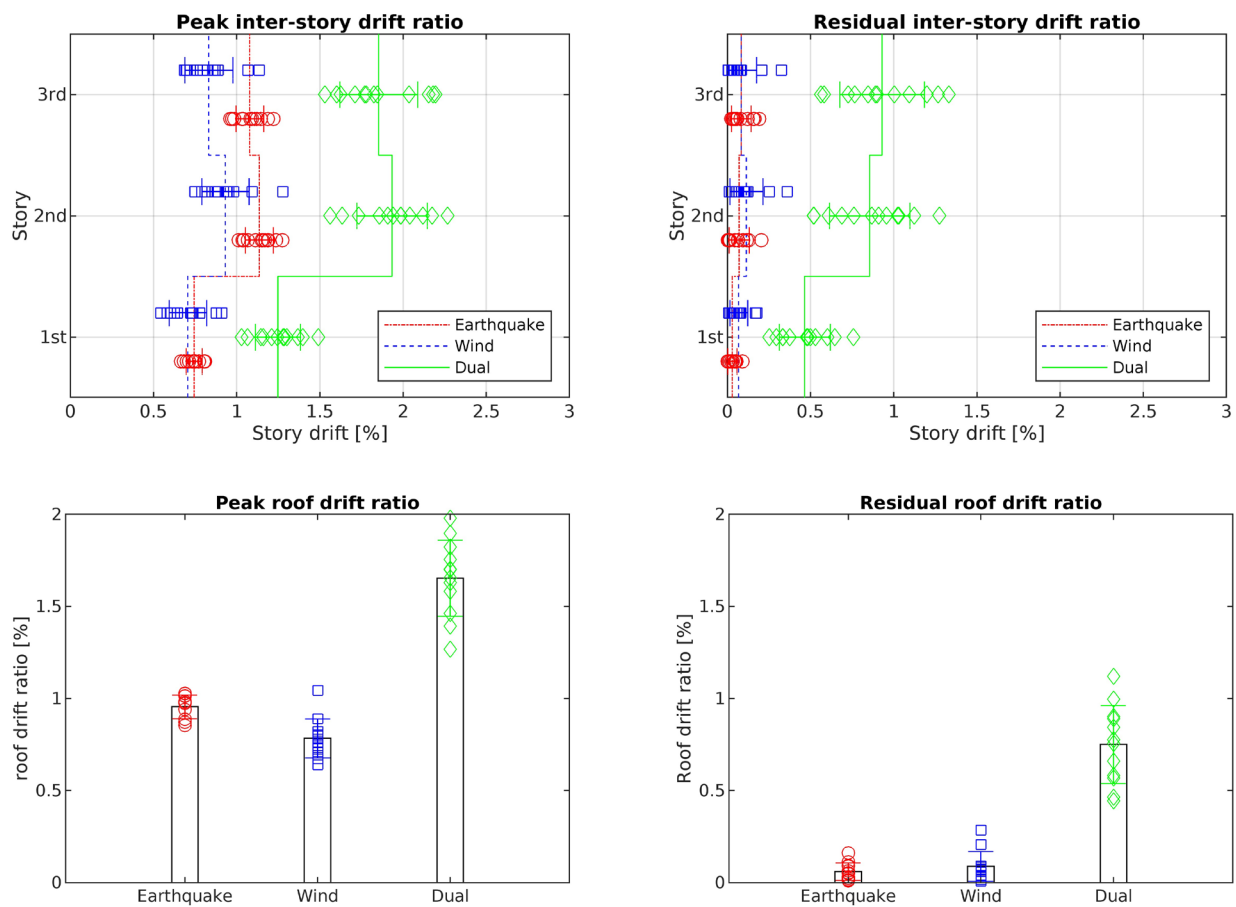 Peak inter-story drift ratio
3rd
2nd
1st
Story
0
0.5
1
1.5
2
2.5
3
Story drift [%]
Earthquake
Wind
Dual
Residual inter-story drift ratio
3rd
2nd
1st
Story
0
0.5
1
1.5
2
2.5
3
Story drift [%]
Earthquake
Wind
Dual
Peak roof drift ratio
2
1.5
1
0.5
0
roof drift ratio [%]
Earthquake
Wind
Dual
Residual roof drift ratio
2
1.5
1
0.5
0
Roof drift ratio [%]
Earthquake
Wind
Dual